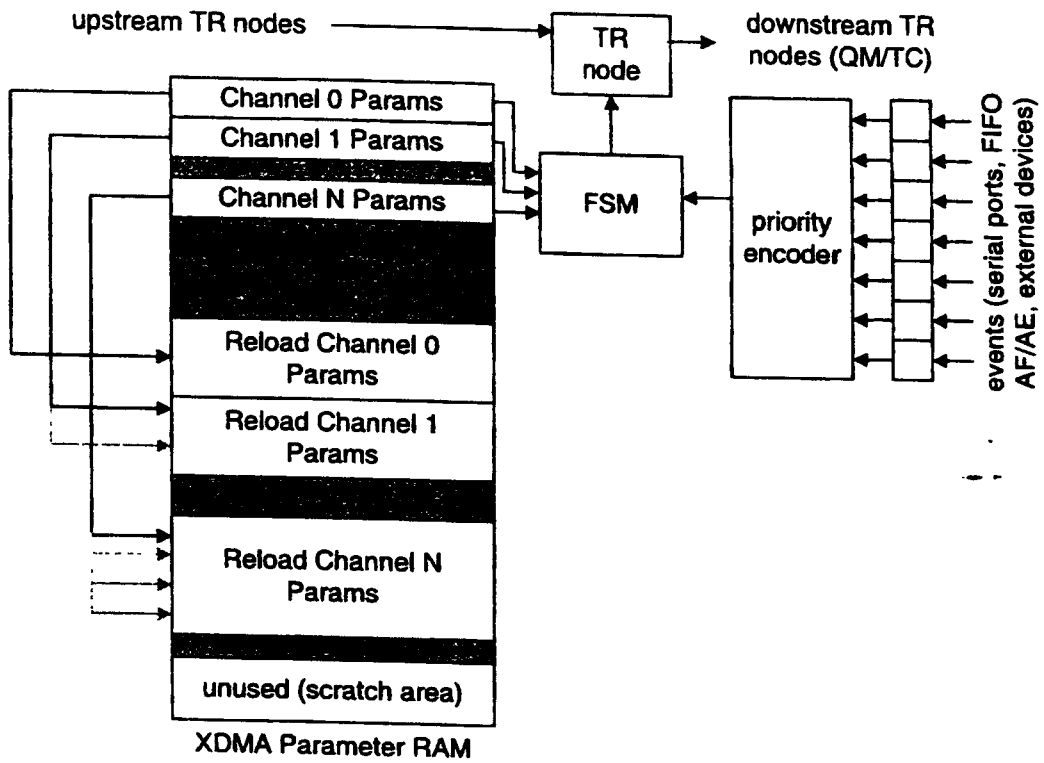 upstream TR nodes
TR
node
downstream TR
nodes (QM/TC)
Channel 0 Params
Channel 1 Params
Channel N Params
FSM
priority
encoder
events (serial ports, FIFO
AF/AE, external devices)
Reload Channel 0
Params
Reload Channel 1
Params
Reload Channel N
Params
unused (scratch area)
XDMA Parameter RAM